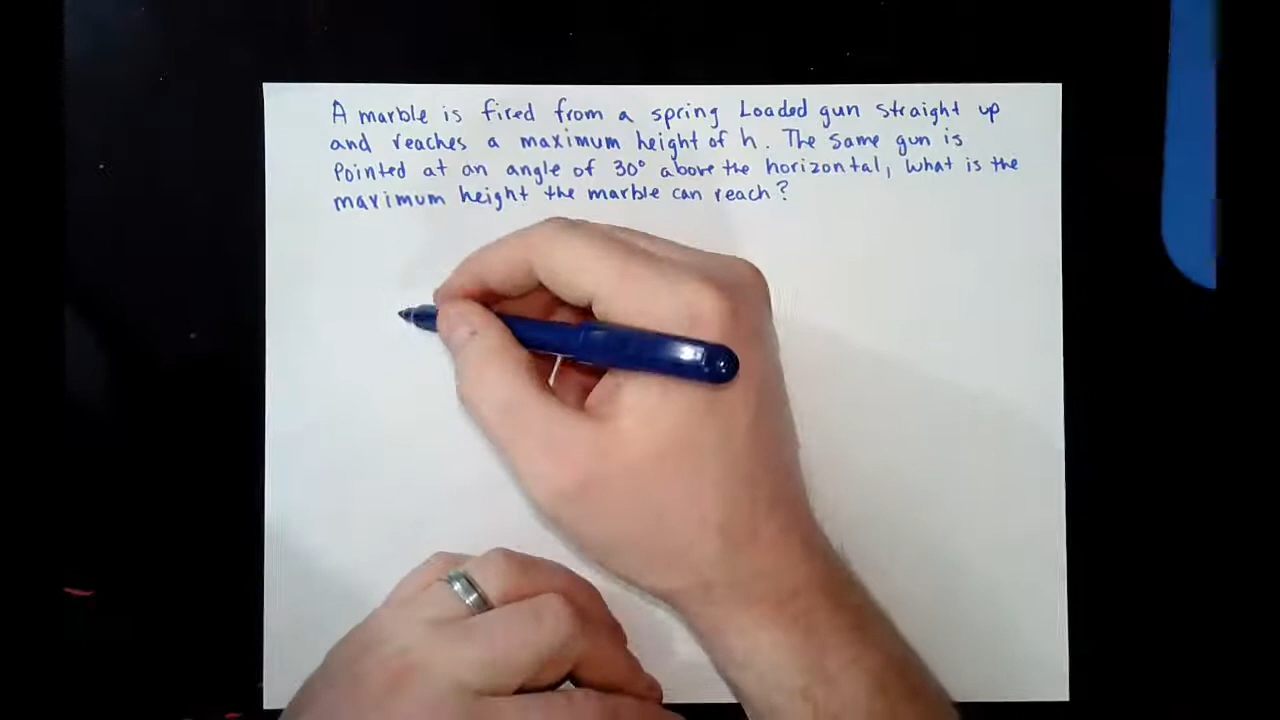 A marble is fired from a spring Loaded gun straight up
and reaches a maximum height of h. The same gun is
Pointed at an angle of 30° above the horizontal, What is the
maximum height the marble can reach?